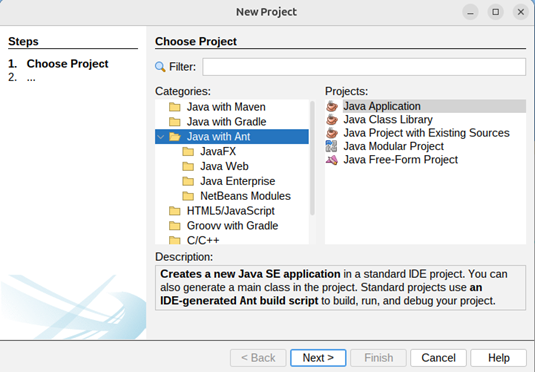 New Project
Steps
1. Choose Project
2. ...
Choose Project
Filter:
Categories:
Java with Maven
Java with Gradle
Java with Ant
JavaFX
Java Web
Java Enterprise
NetBeans Modules
HTML5/JavaScript
Groovy with Gradle
C/C++
Projects:
Java Application
Java Class Library
Java Project with Existing Sources
Java Modular Project
Java Free-Form Project
Description:
Creates a new Java SE application in a standard IDE project. You can
also generate a main class in the project. Standard projects use an
IDE-generated Ant build script to build, run, and debug your project.
< Back
Next >
Finish
Cancel
Help